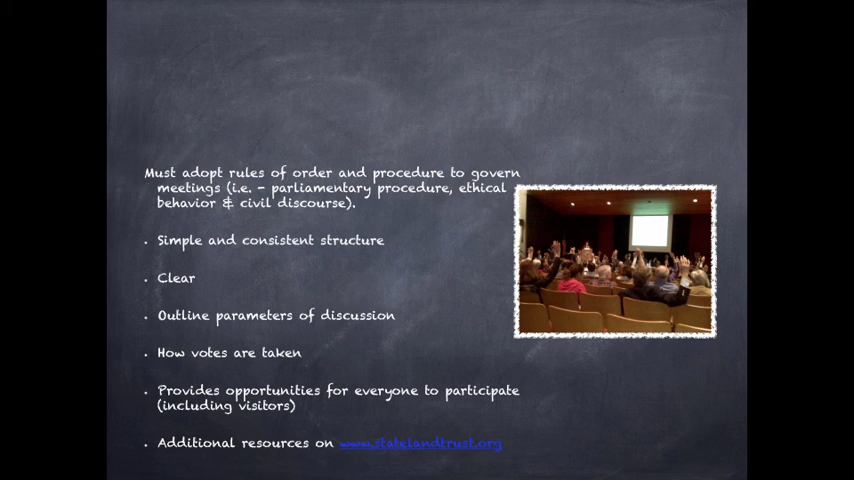 Must adopt rules of order and procedure to govern
meetings (i.e. - parliamentary procedure, ethical
behavior & civil discourse).
• Simple and consistent structure
• Clear
• Outline parameters of discussion
• How votes are taken
• Provides opportunities for everyone to participate
(including visitors)
• Additional resources on www.statelandtrust.org